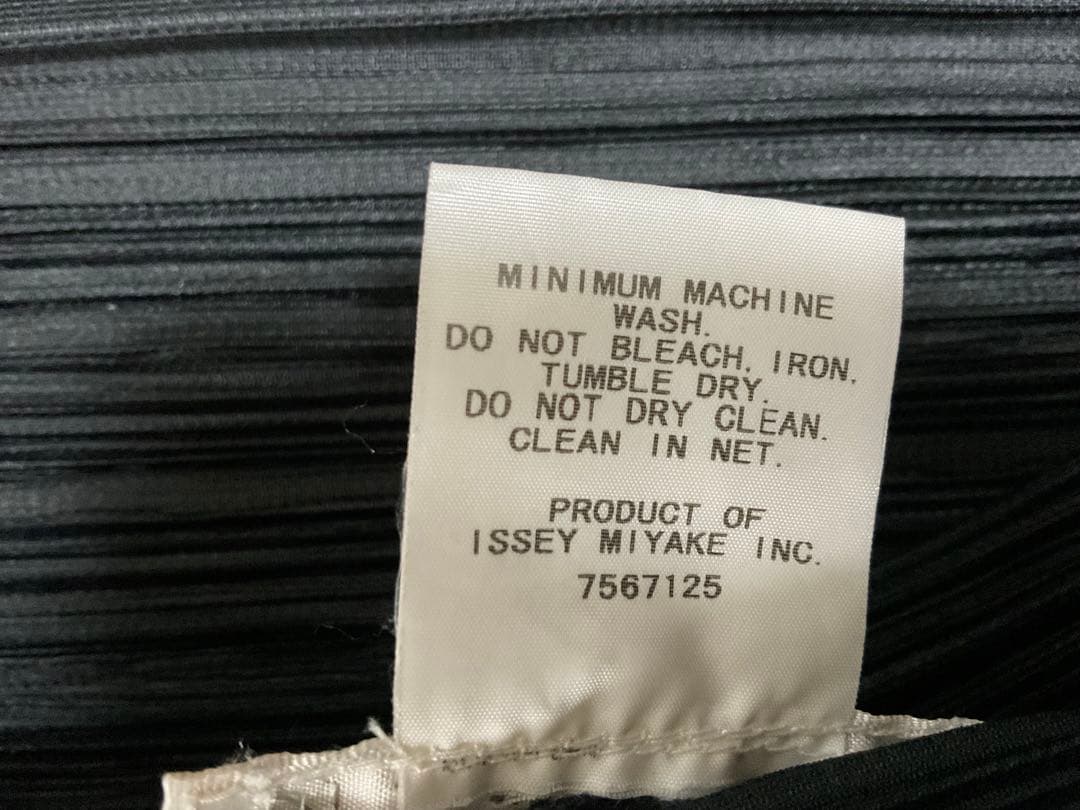 MINIMUM MACHINE
WASH.
DO NOT BLEACH, IRON,
TUMBLE DRY.
DO NOT DRY CLEAN.
CLEAN IN NET.
PRODUCT OF
ISSEY MIYAKE INC.
7567125